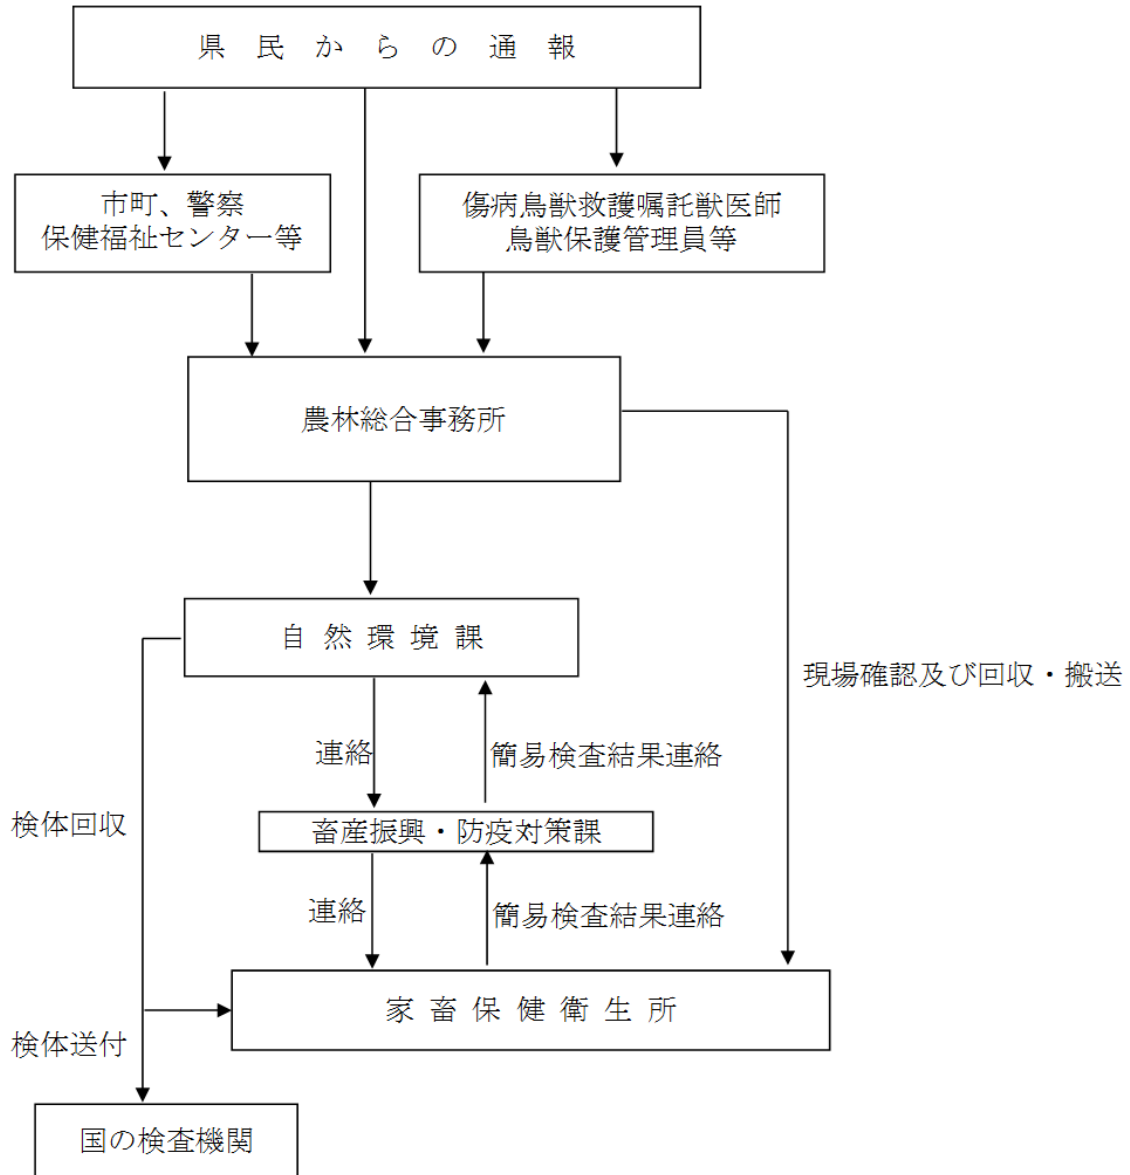 県民からの通報
市町、警察
保健福祉センター等
傷病鳥獣救護嘱託獣医師
鳥獣保護管理員等
農林総合事務所
自然環境課
現場確認及び回収・搬送
連絡
簡易検査結果連絡
検体回収
畜産振興・防疫対策課
連絡
簡易検査結果連絡
家畜保健衛生所
検体送付
国の検査機関